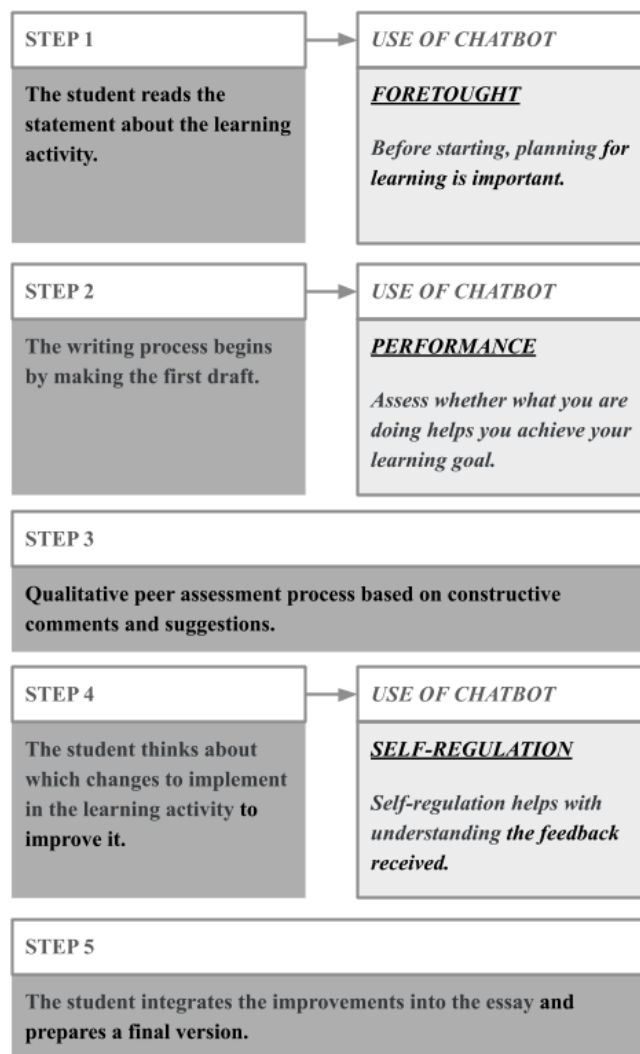 STEP 1
USE OF CHATBOT
The student reads the
statement about the learning
activity.
FORETOUGHT
Before starting, planning for
learning is important.
STEP 2
USE OF CHATBOT
The writing process begins
by making the first draft.
PERFORMANCE
Assess whether what you are
doing helps you achieve your
learning goal.
STEP 3
Qualitative peer assessment process based on constructive
comments and suggestions.
STEP 4
USE OF CHATBOT
The student thinks about
which changes to implement
in the learning activity to
improve it.
SELF-REGULATION
Self-regulation helps with
understanding the feedback
received.
STEP 5
The student integrates the improvements into the essay and
prepares a final version.